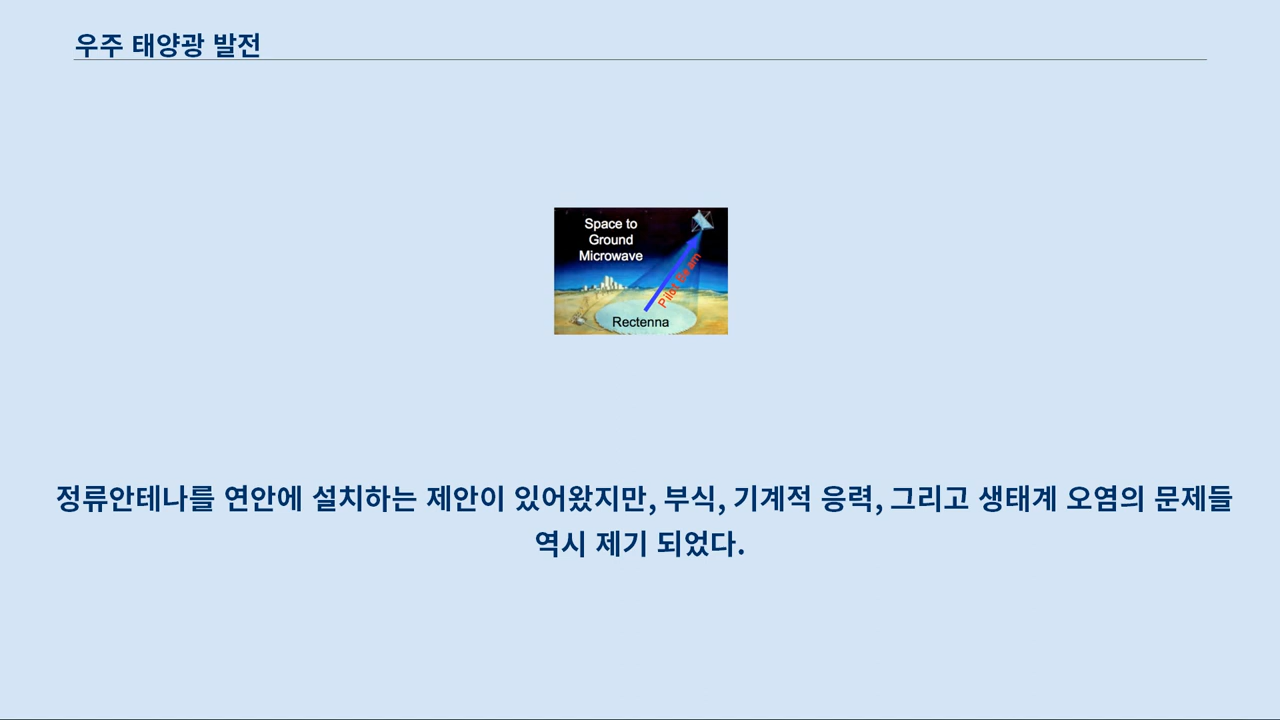 우주 태양광 발전
Space to
Ground
Microwave
Pilot Beam
Rectenna
정류안테나를 연안에 설치하는 제안이 있어왔지만, 부식, 기계적 응력, 그리고 생태계 오염의 문제들
역시 제기 되었다.